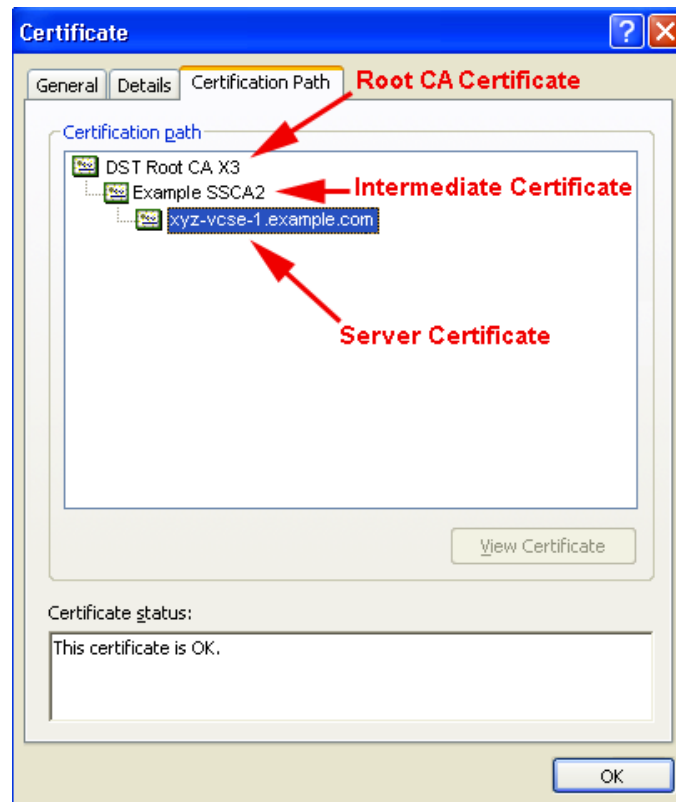 Certificate
General Details Certification Path
Root CA Certificate
Certification path
DST Root CA X3
Example SSCA2
Intermediate Certificate
xyz-vcse-1.example.com
Server Certificate
View Certificate
Certificate status:
This certificate is OK.
OK